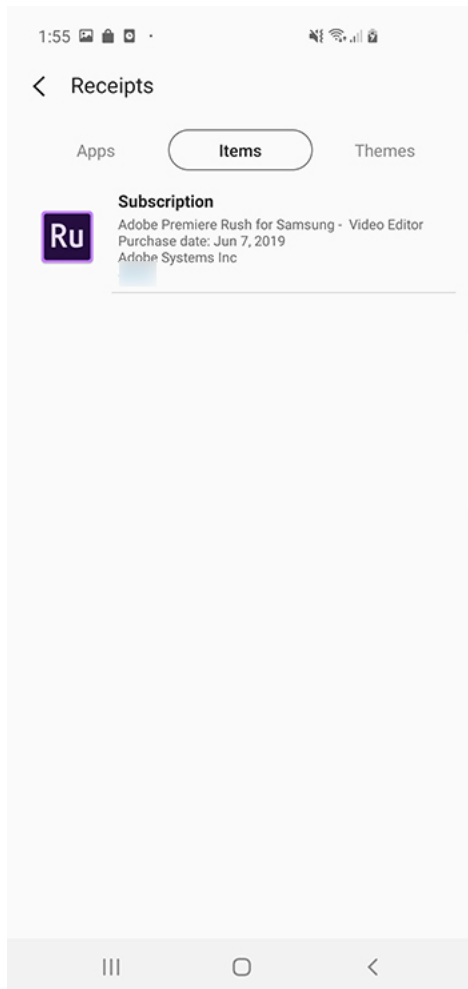 1:55
Receipts
Apps Items Themes
Subscription
Ru
Adobe Premiere Rush for Samsung - Video Editor
Purchase date: Jun 7, 2019
Adobe Systems Inc